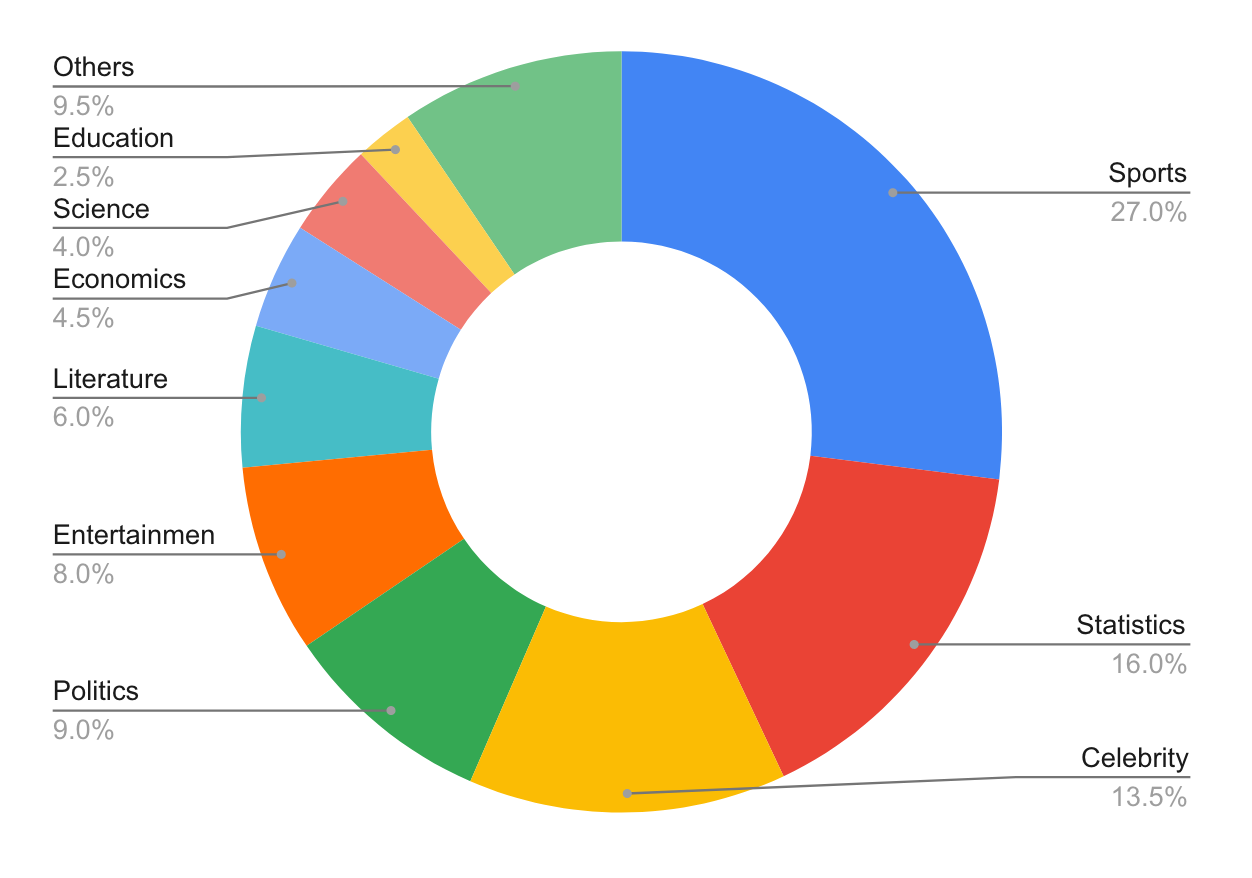 Others
9.5%
Education
2.5%
Science
4.0%
Economics
4.5%
Literature
6.0%
Entertainmen
8.0%
Politics
9.0%
Sports
27.0%
Statistics
16.0%
Celebrity
13.5%